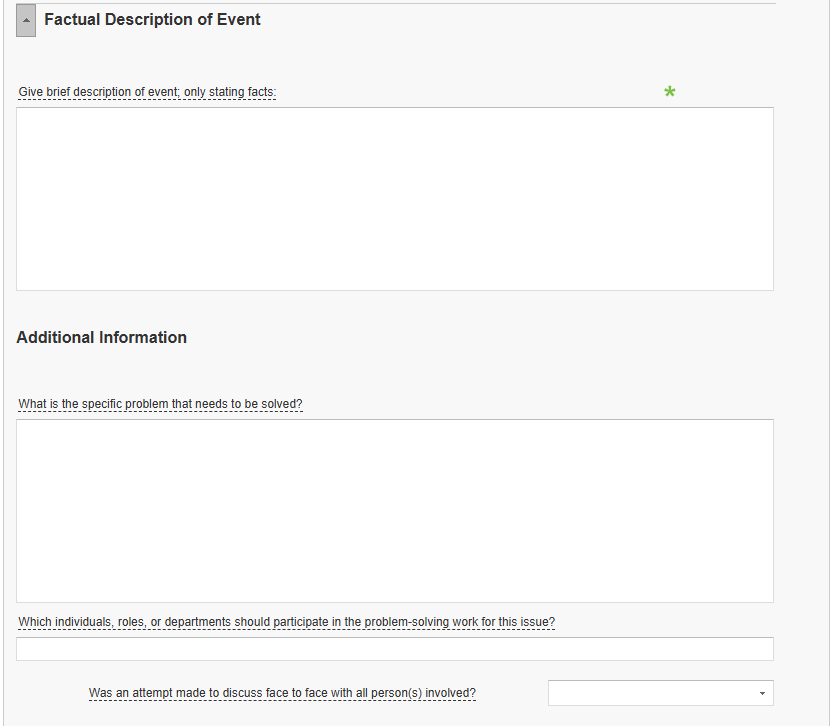 Factual Description of Event
Give brief description of event; only stating facts:
*
Additional Information
What is the specific problem that needs to be solved?
Which individuals, roles, or departments should participate in the problem-solving work for this issue?
Was an attempt made to discuss face to face with all person(s) involved?